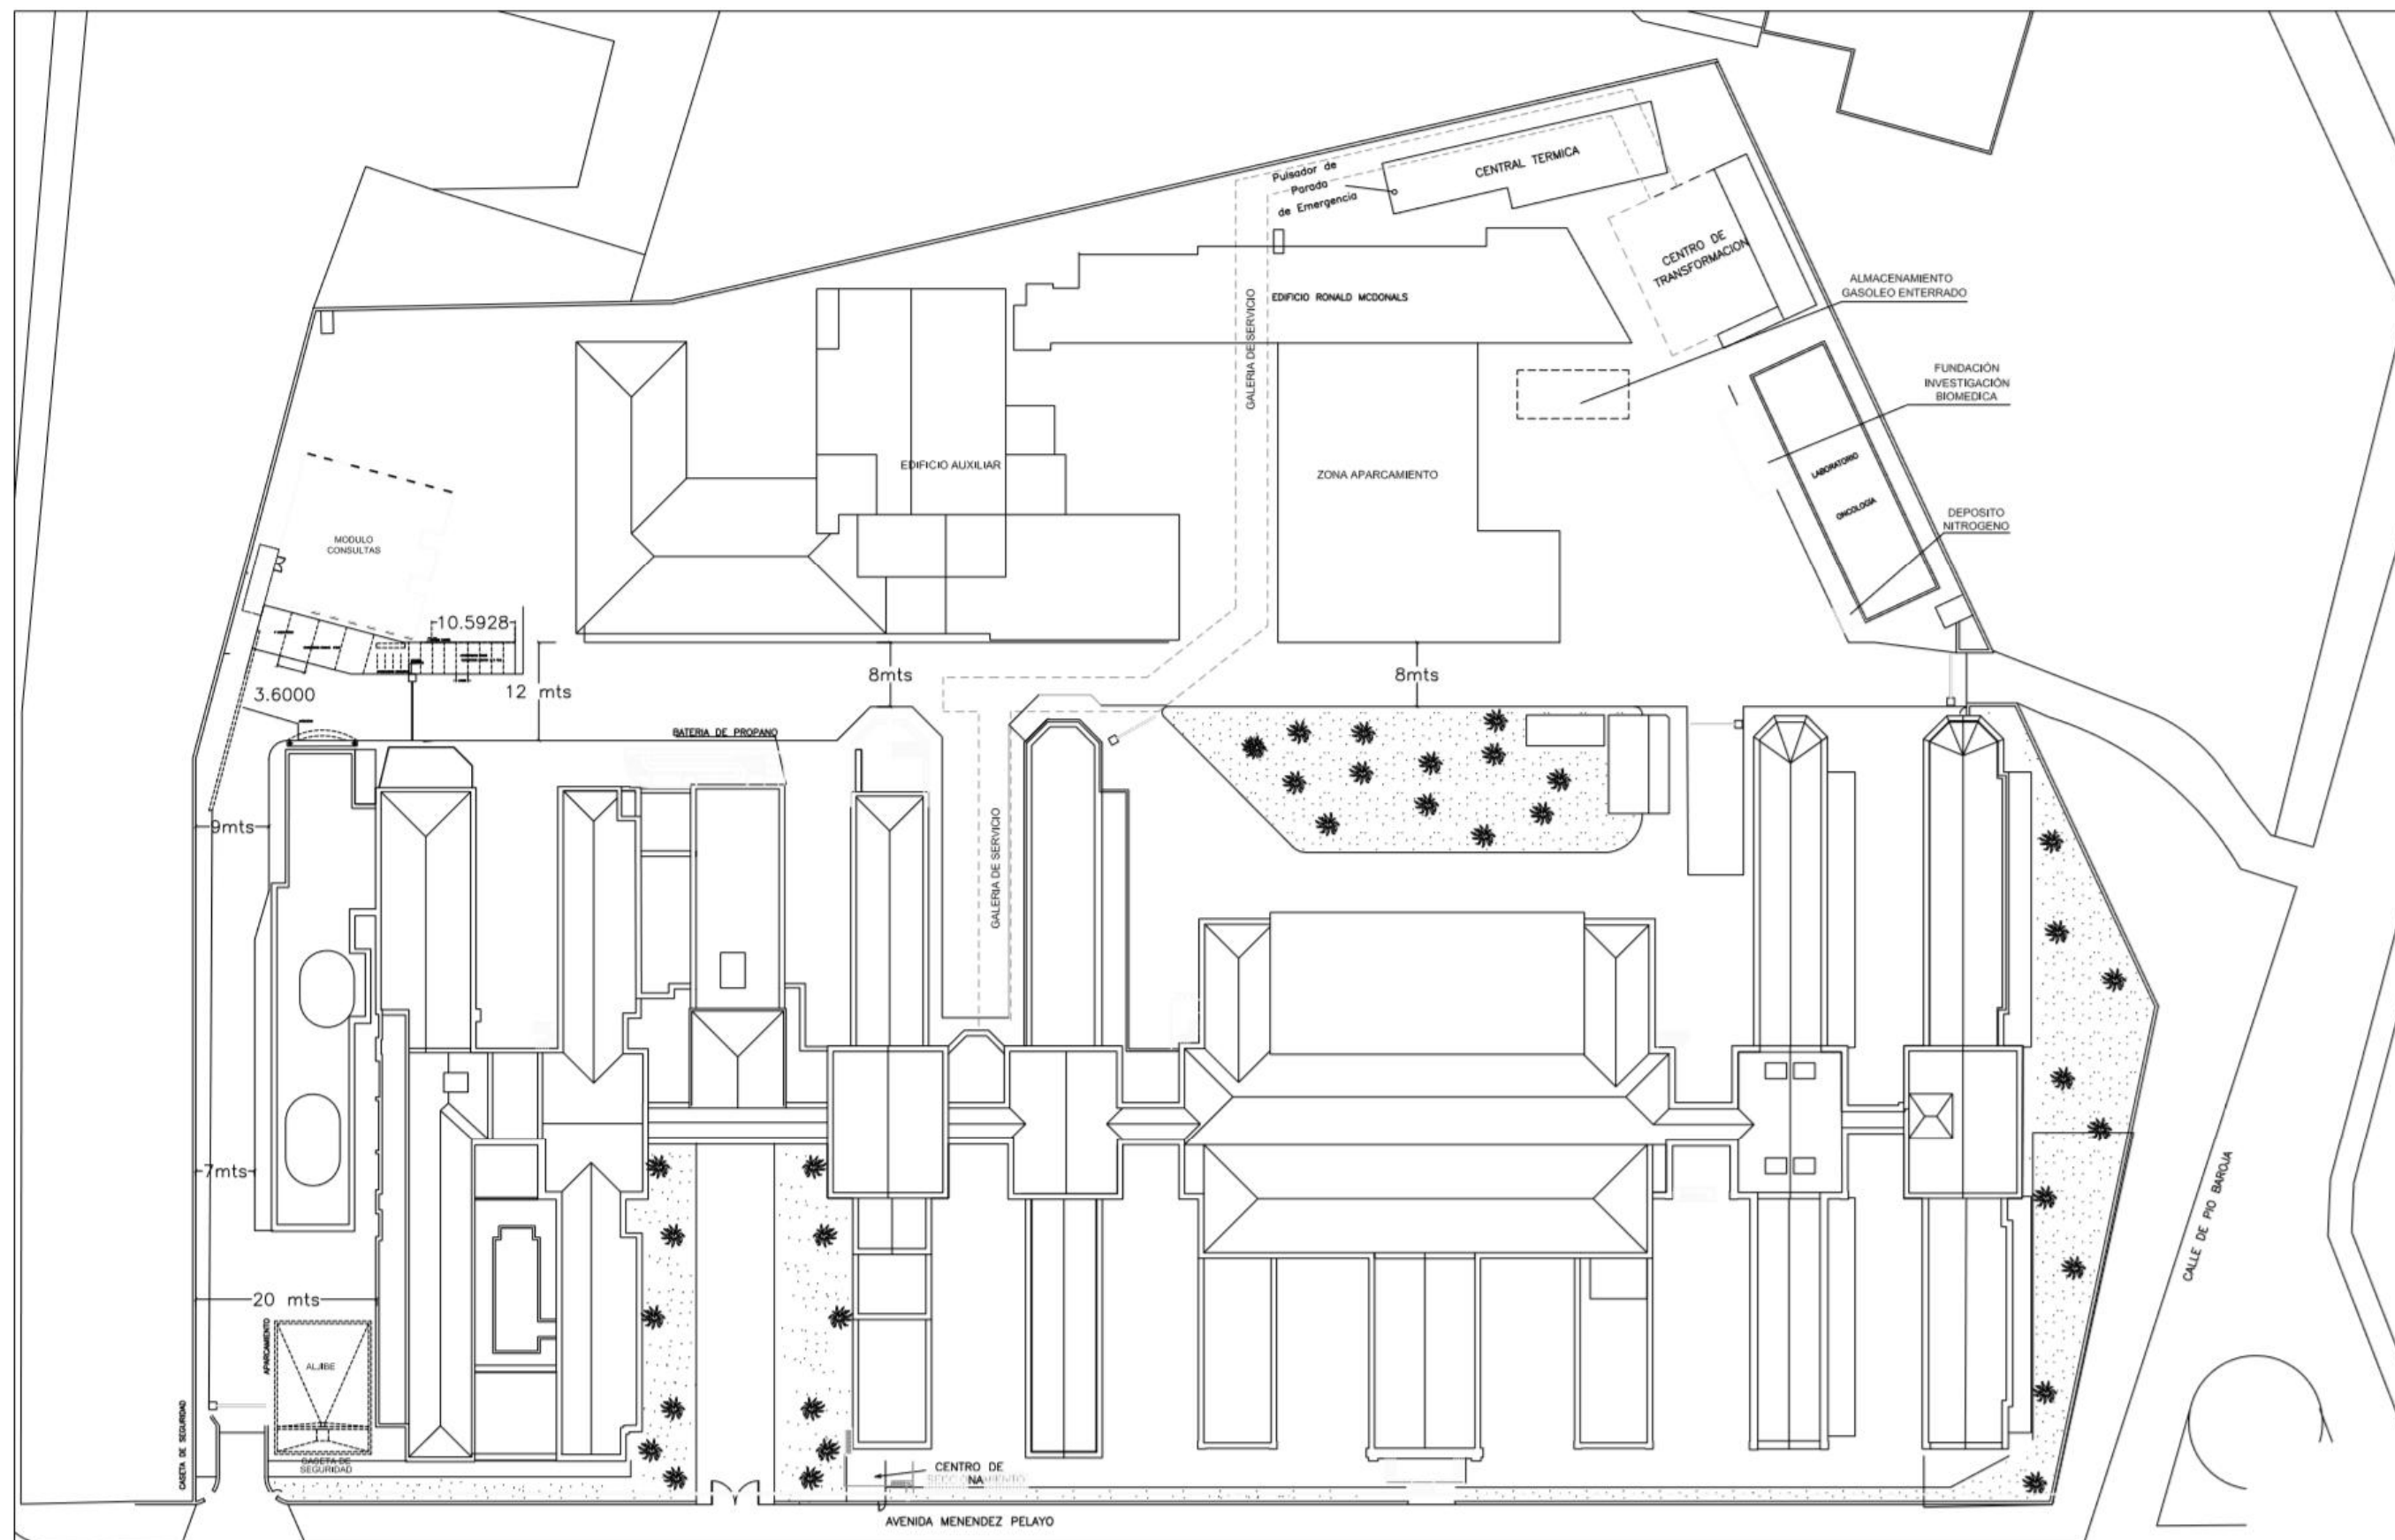 CENTRAL TERMICA
Pulsador de
Parada
de Emergencia
CENTRO DE
TRANSFORMACION
ALMACENAMIENTO
GASOLEO ENTERRADO
EDIFICIO RONALD MCDONALS
GALERIA DE SERVICIO
FUNDACIÓN
INVESTIGACIÓN
BIOMEDICA
LABORATORIO
ONCOLOGIA
EDIFICIO AUXILIAR
ZONA APARCAMIENTO
DEPOSITO
NITROGENO
MODULO
CONSULTAS
10.5928
3.6000
12 mts
8mts
8mts
BATERIA DE PROPANO
9mts
GALERIA DE SERVICIO
7mts
CALLE DE PIO BAROJA
20 mts
APARCAMIENTO
ALJIBE
CASETA DE SEGURIDAD
CASETA DE
SEGURIDAD
CENTRO DE
SECCIONAMIENTO
NA
AVENIDA MENENDEZ PELAYO